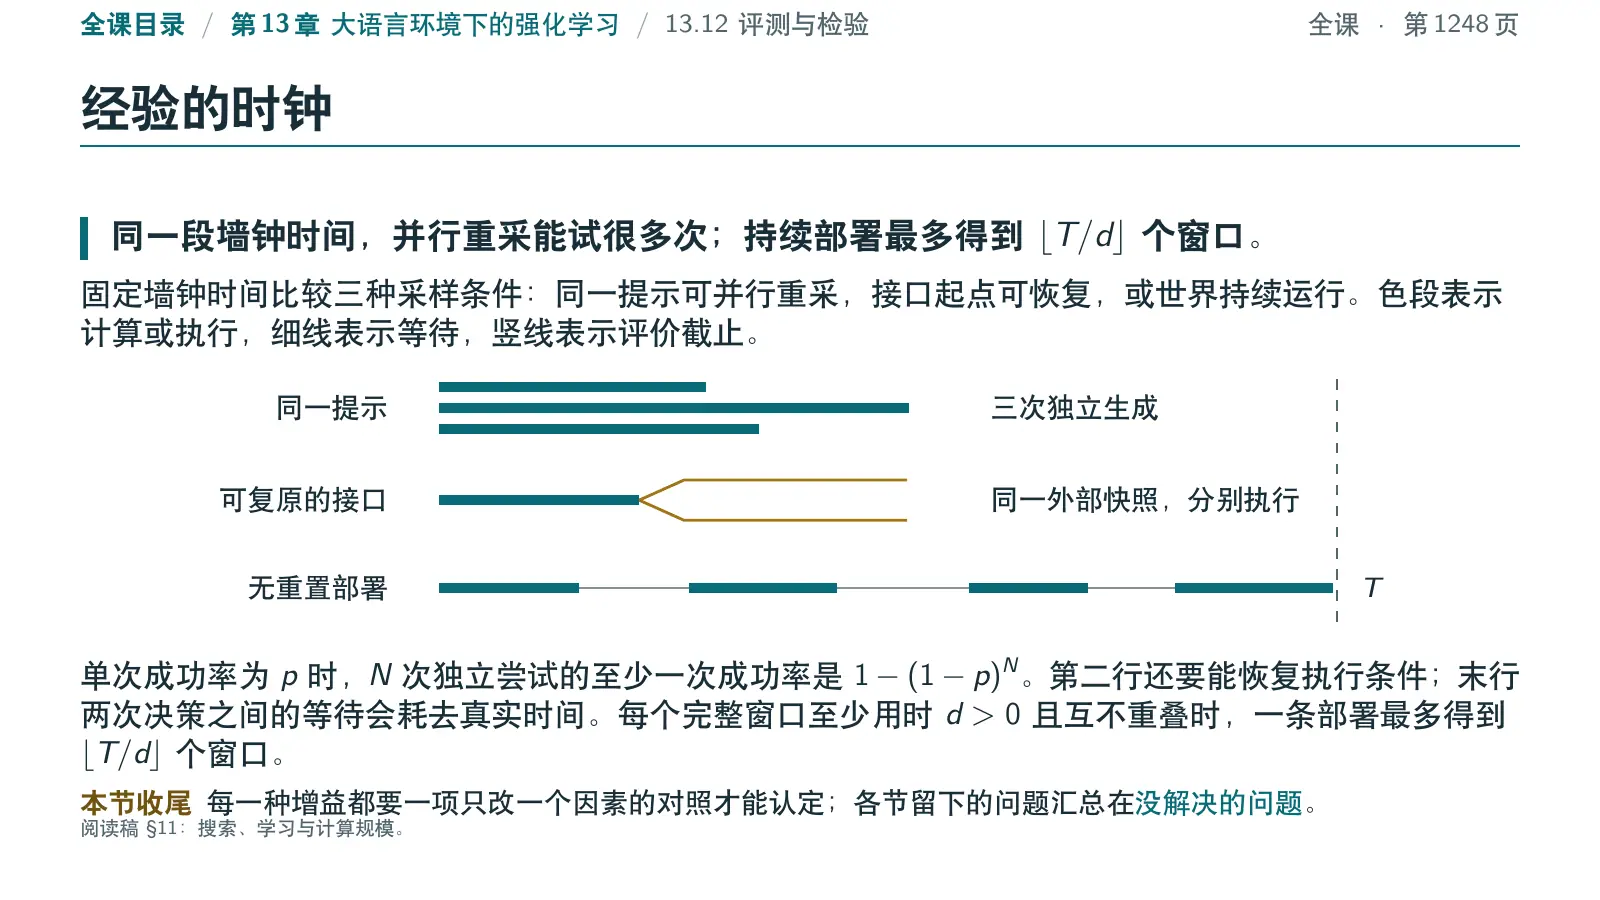 全课目录 / 第 13 章 大语言环境下的强化学习 / 13.12 评测与检验
全课 · 第 1248 页
经验的时钟
同一段墙钟时间，并行重采能试很多次；持续部署最多得到 ⌊T/d⌋ 个窗口。
固定墙钟时间比较三种采样条件：同一提示可并行重采，接口起点可恢复，或世界持续运行。色段表示
计算或执行，细线表示等待，竖线表示评价截止。
同一提示
三次独立生成
可复原的接口
同一外部快照，分别执行
无重置部署
T
单次成功率为 p 时，N 次独立尝试的至少一次成功率是 1 − (1 − p)^N。第二行还要能恢复执行条件；末行
两次决策之间的等待会耗去真实时间。每个完整窗口至少用时 d > 0 且互不重叠时，一条部署最多得到
⌊T/d⌋ 个窗口。
本节收尾 每一种增益都要一项只改一个因素的对照才能认定；各节留下的问题汇总在没解决的问题。
阅读稿 §11：搜索、学习与计算规模。